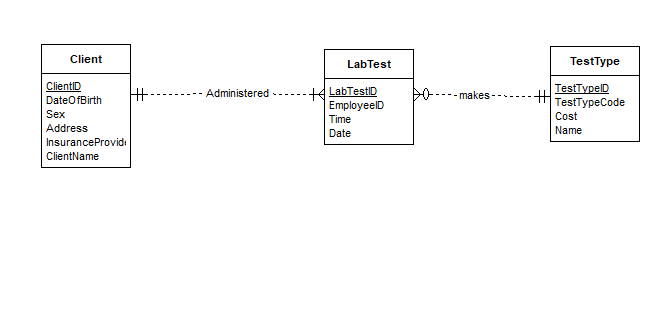 Client
ClientID
DateOfBirth
Sex
Address
InsuranceProvide
ClientName
Administered
LabTest
LabTestID
EmployeeID
Time
Date
makes
TestType
TestTypeID
TestTypeCode
Cost
Name